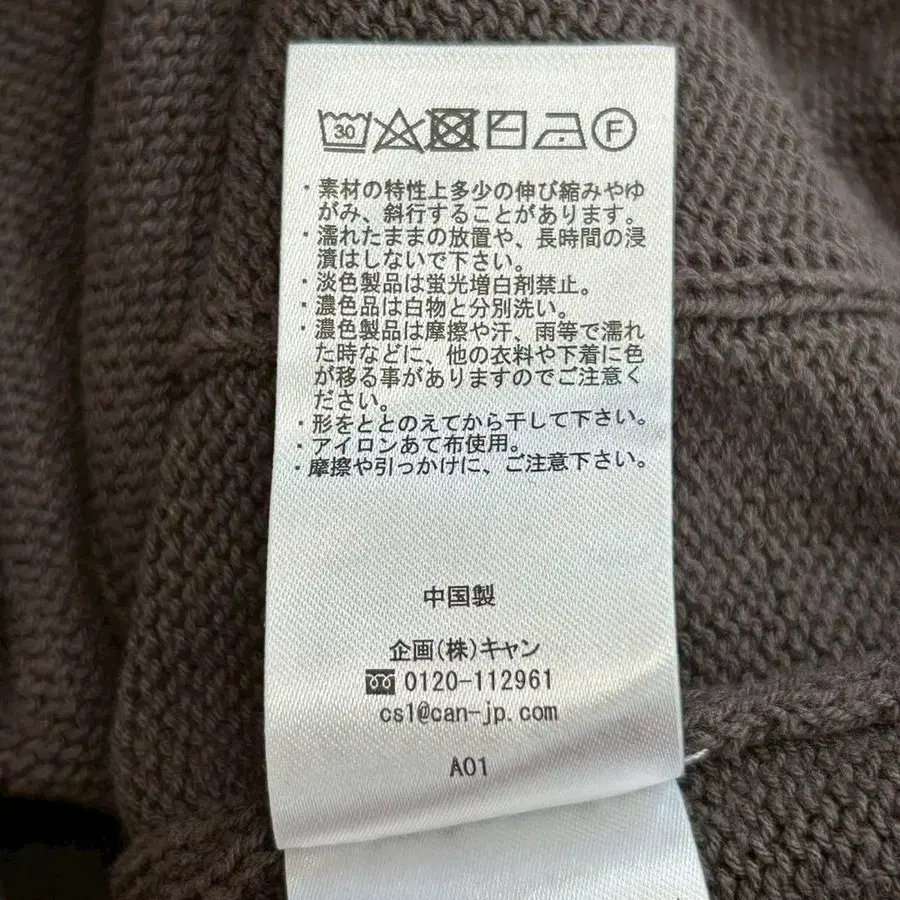 30 F
・素材の特性上多少の伸び縮みやゆ
がみ、斜行することがあります。
・濡れたままの放置や、長時間の浸
漬はしないで下さい。
・淡色製品は蛍光増白剤禁止。
・濃色品は白物と分別洗い。
・濃色製品は摩擦や汗、雨等で濡れ
た時などに、他の衣料や下着に色
が移る事がありますのでご注意く
ださい。
・形をととのえてから干して下さい。
・アイロンあて布使用。
・摩擦や引っかけに、ご注意下さい。
中国製
企画(株)キャン
0120-112961
cs1@can-jp.com
A01